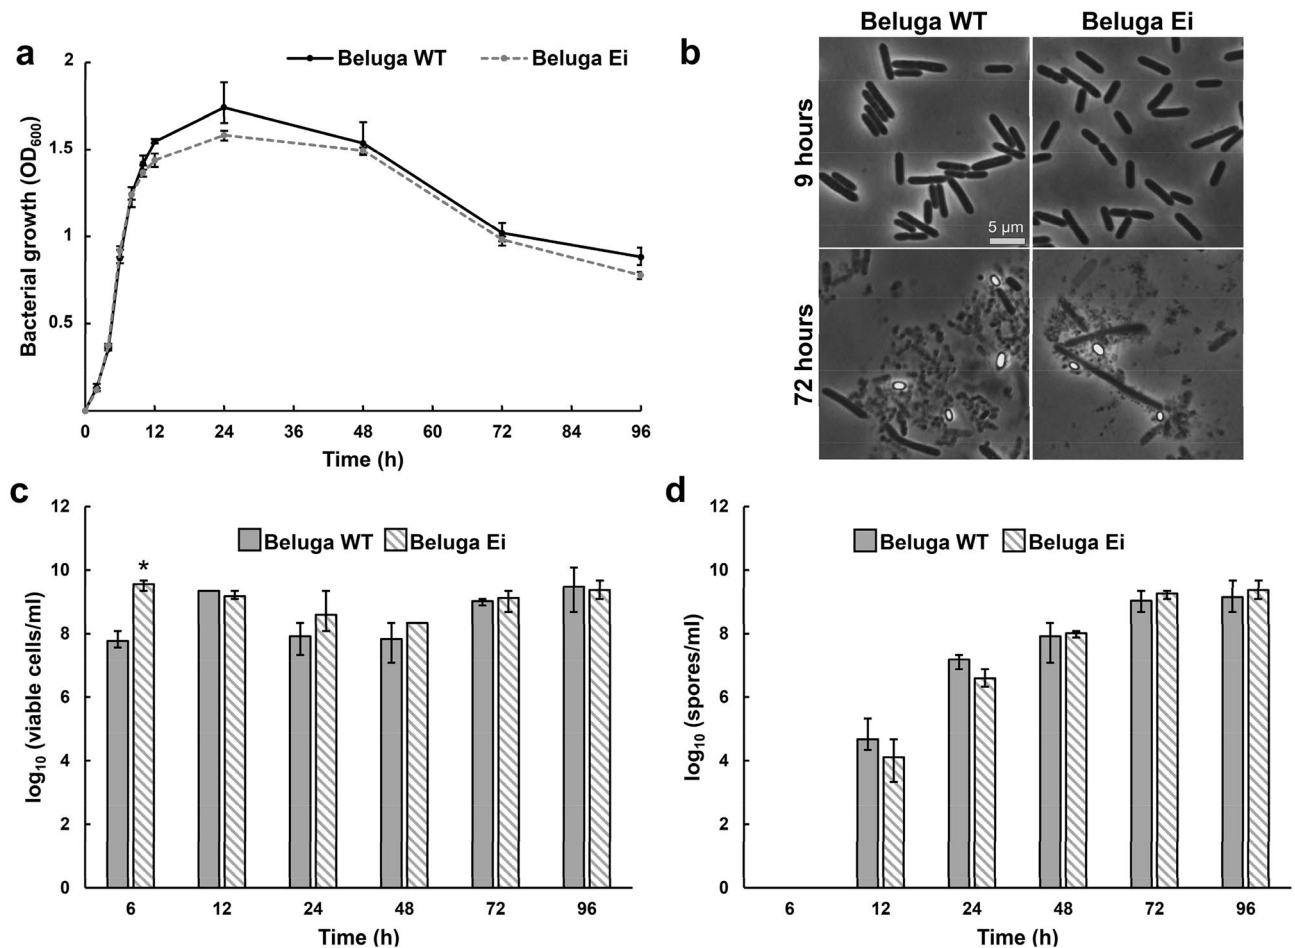 a
Beluga WT
Beluga Ei
2
1.5
1
0.5
Bacterial growth (OD600)
0
12
24
36
48
60
72
84
96
Time (h)
b
Beluga WT
Beluga Ei
9 hours
5 µm
72 hours
c
12
10
8
6
4
2
0
log10 (viable cells/ml)
Beluga WT
Beluga Ei
*
6
12
24
48
72
96
Time (h)
d
12
10
8
6
4
2
0
log10 (spores/ml)
Beluga WT
Beluga Ei
6
12
24
48
72
96
Time (h)